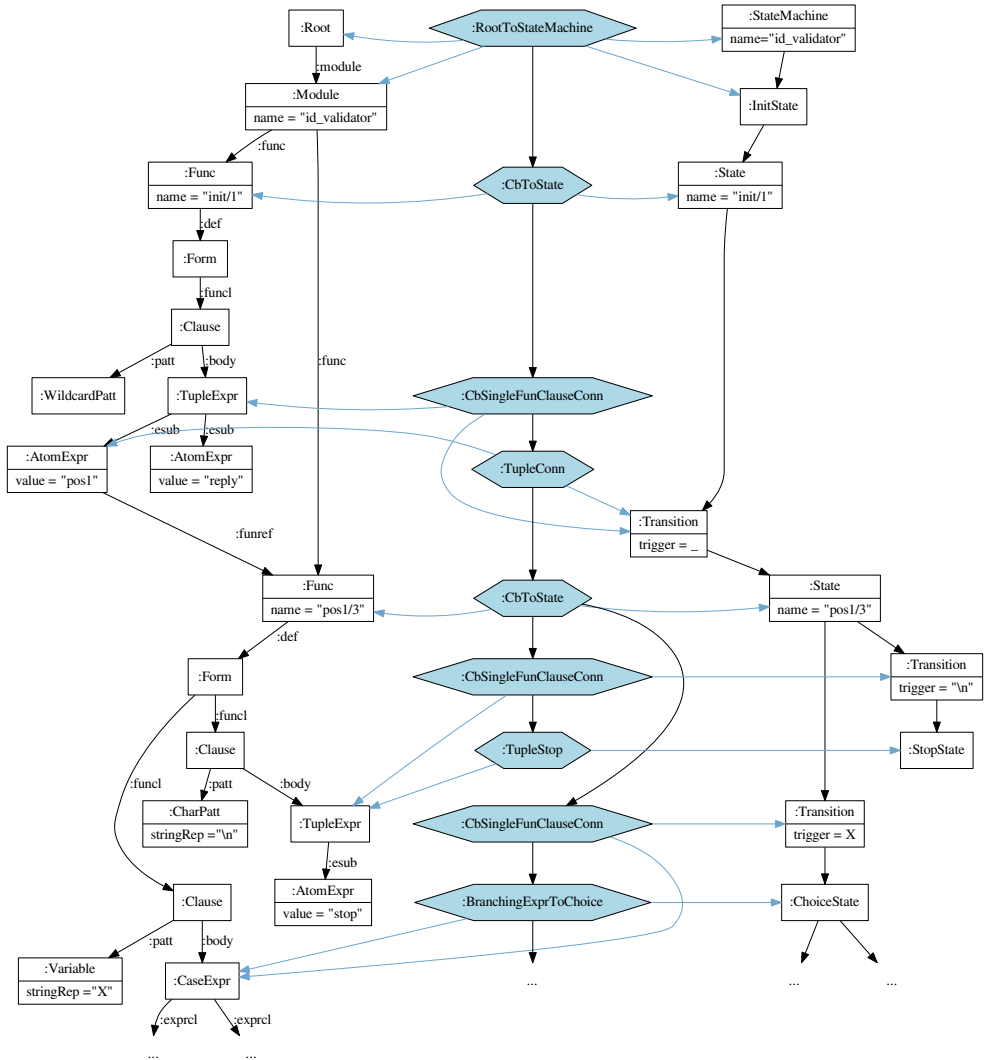 :Root
:RootToStateMachine
:StateMachine
name="id_validator"
:module
:Module
name = "id_validator"
:InitState
:func
:Func
name = "init/1"
:CbToState
:State
name = "init/1"
:def
:Form
:funcl
:Clause
:patt
:body
:func
:WildcardPatt
:TupleExpr
:CbSingleFunClauseConn
:esub
:esub
:AtomExpr
value = "pos1"
:AtomExpr
value = "reply"
:TupleConn
:Transition
trigger = _
:funref
:Func
name = "pos1/3"
:CbToState
:State
name = "pos1/3"
:def
:Form
:CbSingleFunClauseConn
:Transition
trigger = "\n"
:funcl
:Clause
:TupleStop
:StopState
:funcl
:patt
:body
:CharPatt
stringRep ="\n"
:TupleExpr
:CbSingleFunClauseConn
:Transition
trigger = X
:esub
:AtomExpr
value = "stop"
:Clause
:BranchingExprToChoice
:ChoiceState
:patt
:body
:Variable
stringRep ="X"
:CaseExpr
...
...
...
:exprcl
:exprcl
...
...